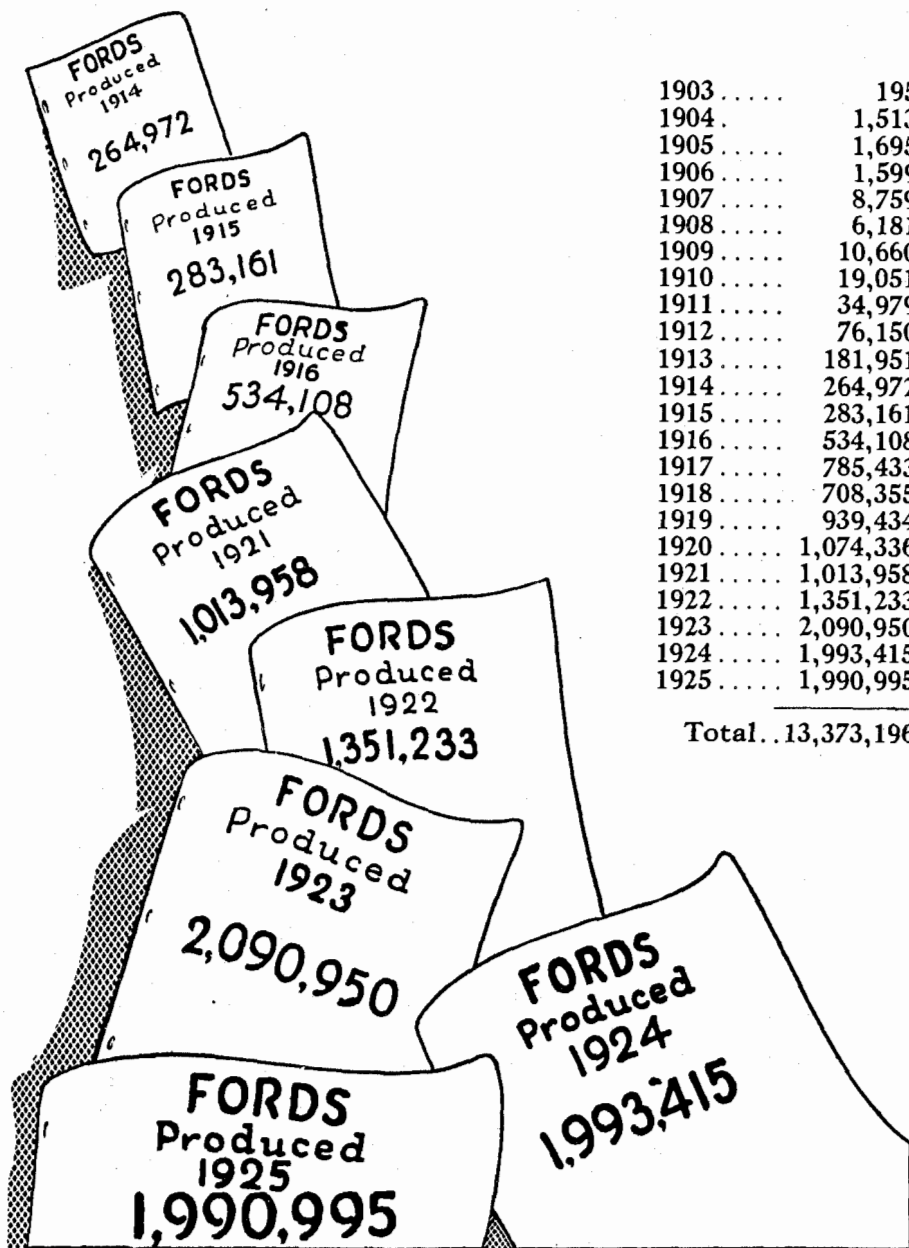 FORDS
Produced
1914
264,972
FORDS
Produced
1915
283,161
FORDS
Produced
1916
534,108
FORDS
Produced
1921
1,013,958
FORDS
Produced
1922
1,351,233
FORDS
Produced
1923
2,090,950
FORDS
Produced
1924
1,993,415
FORDS
Produced
1925
1,990,995
1903 ..... 195
1904 . 1,513
1905 ..... 1,695
1906 ..... 1,599
1907 ..... 8,759
1908 ..... 6,181
1909 ..... 10,660
1910 ..... 19,051
1911 ..... 34,979
1912 ..... 76,150
1913 ..... 181,951
1914 ..... 264,972
1915 ..... 283,161
1916 ..... 534,108
1917 ..... 785,433
1918 ..... 708,355
1919 ..... 939,434
1920 ..... 1,074,336
1921 ..... 1,013,958
1922 ..... 1,351,233
1923 ..... 2,090,950
1924 ..... 1,993,415
1925 ..... 1,990,995
Total..13,373,196